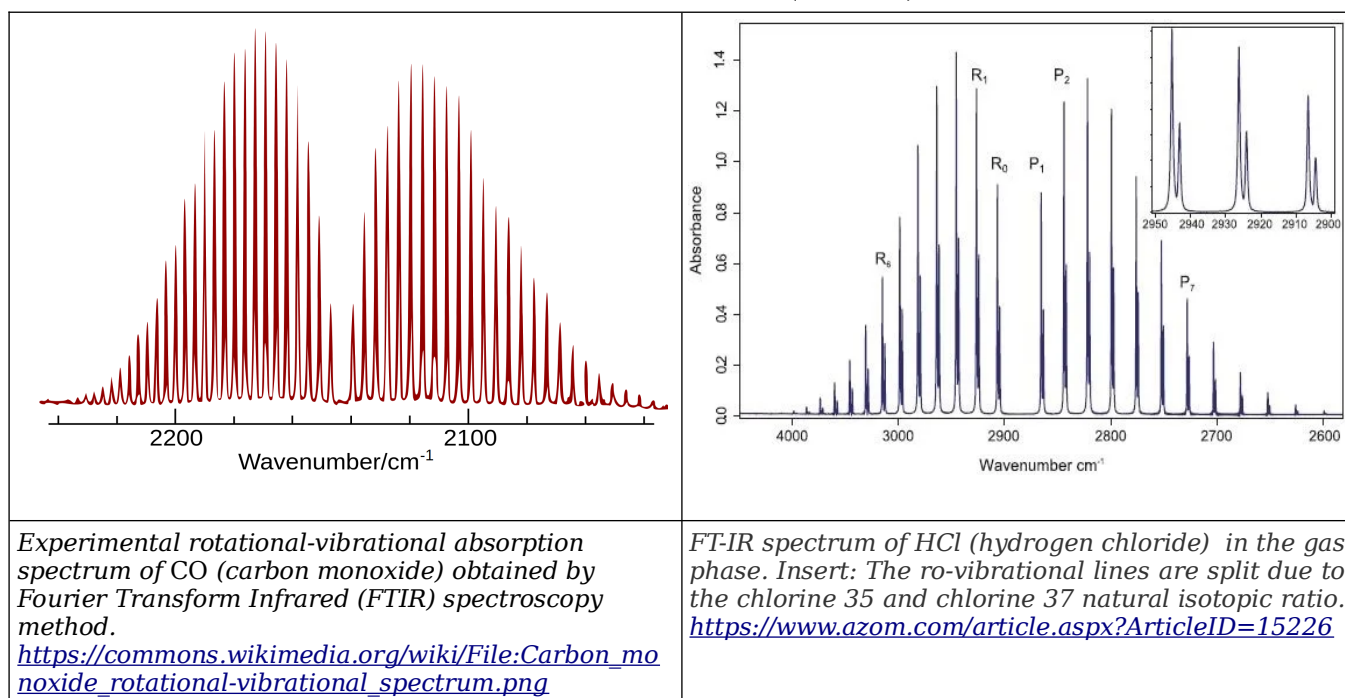 2200
2100
Wavenumber/cm-1
Absorbance
0.0
0.2
0.4
0.6
0.8
1.0
1.2
1.4
R1
P2
R0
P1
R6
P7
2950 2940 2930 2920 2910 2900
4000 3000 2900 2800 2700 2600
Wavenumber cm-1
Experimental rotational-vibrational absorption
spectrum of CO (carbon monoxide) obtained by
Fourier Transform Infrared (FTIR) spectroscopy
method.
https://commons.wikimedia.org/wiki/File:Carbon_mo
noxide_rotational-vibrational_spectrum.png
FT-IR spectrum of HCl (hydrogen chloride) in the gas
phase. Insert: The ro-vibrational lines are split due to
the chlorine 35 and chlorine 37 natural isotopic ratio.
https://www.azom.com/article.aspx?ArticleID=15226